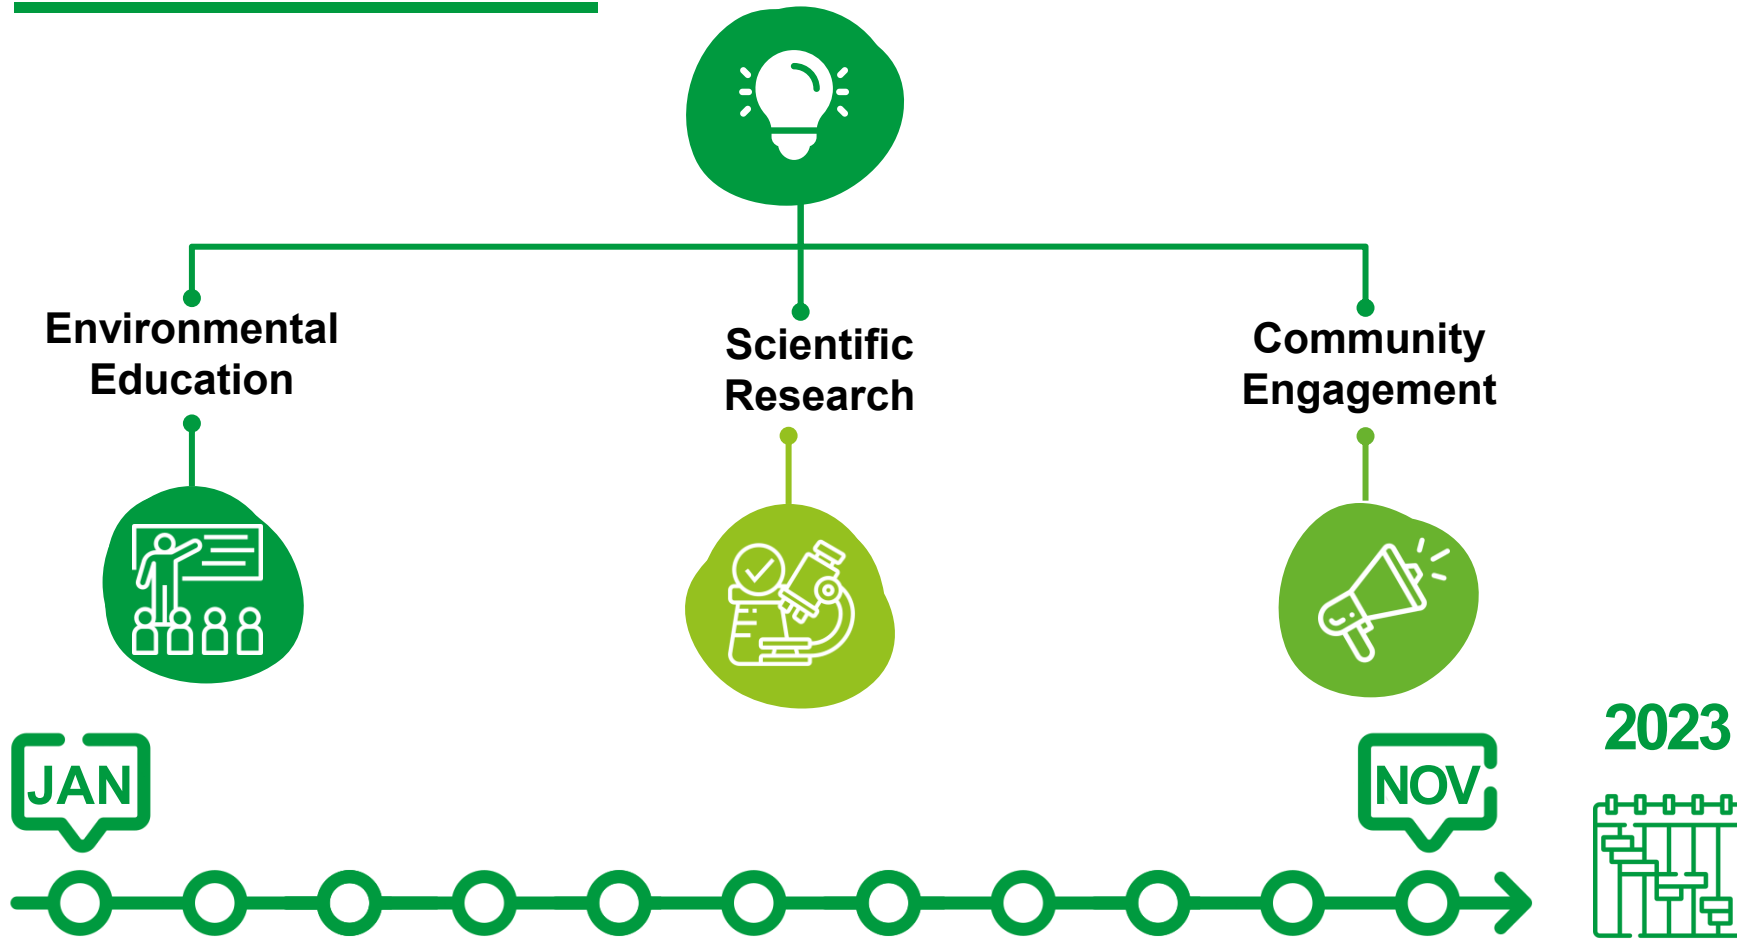 Environmental
Education
Scientific
Research
Community
Engagement
JAN
NOV
2023